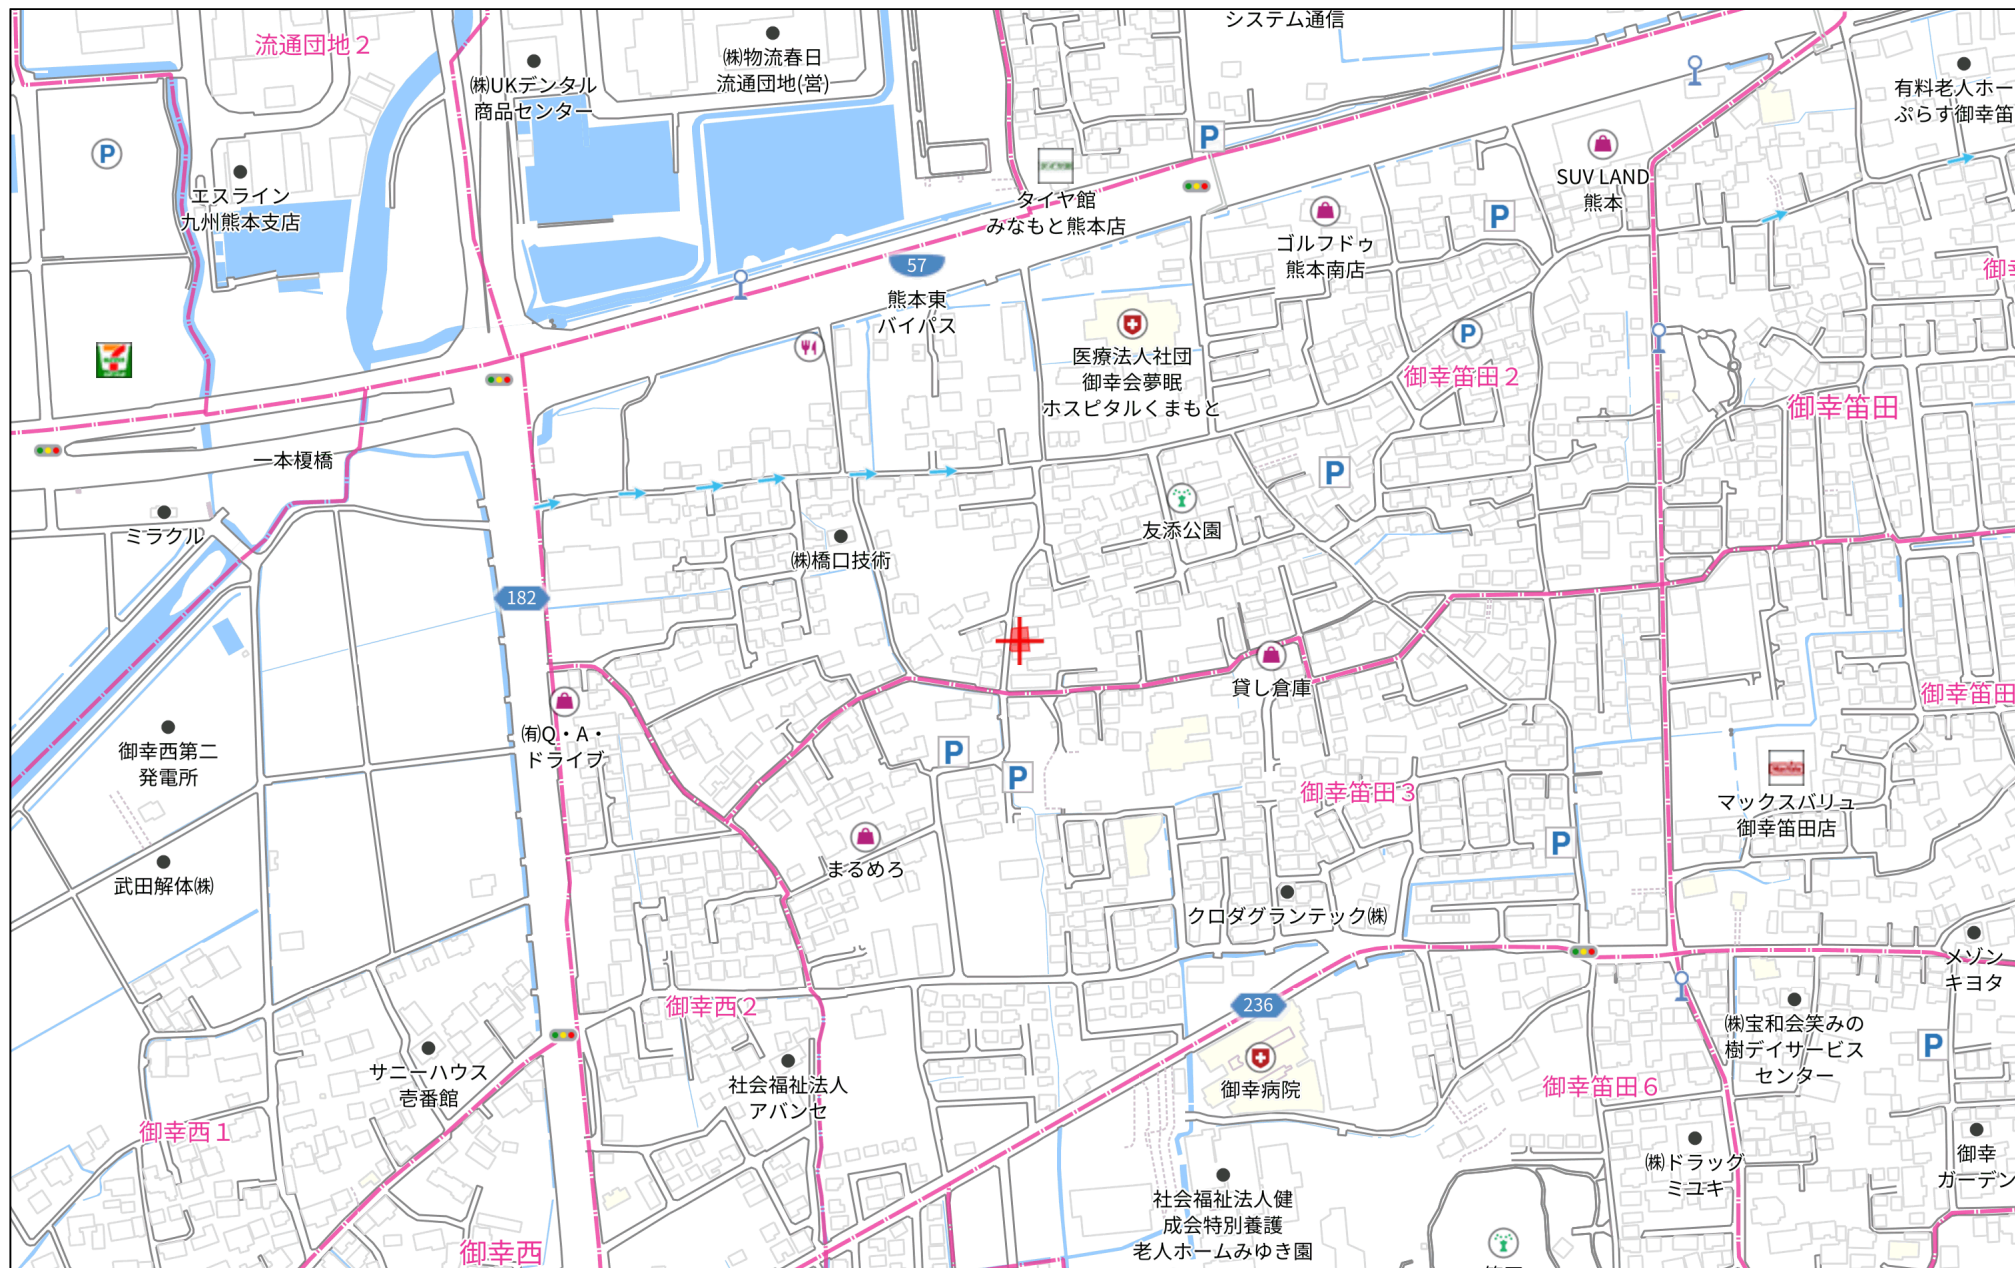 システム通信
流通団地２
㈱物流春日
流通団地(営)
㈱UKデンタル
商品センター
有料老人ホー
ぷらす御幸笛
P
P
エスライン
九州熊本支店
タイヤ館
みなもと熊本店
SUV LAND
熊本
P
ゴルフドゥ
熊本南店
57
熊本東
バイパス
P
医療法人社団
御幸会夢眠
ホスピタルくまもと
御幸笛田２
御幸笛田
一本榎橋
P
ミラクル
友添公園
㈱橋口技術
182
貸し倉庫
御幸笛田
㈲Q・A・
ドライブ
御幸西第二
発電所
P
P
御幸笛田３
マックスバリュ
御幸笛田店
P
まるめろ
武田解体㈱
クロダグランテック㈱
メゾン
キヨタ
御幸西２
236
㈱宝和会笑みの
樹デイサービス
センター
P
サニーハウス
壱番館
社会福祉法人
アバンセ
御幸病院
御幸笛田６
御幸西１
㈱ドラッグ
ミユキ
御幸
ガーデン
社会福祉法人健
成会特別養護
老人ホームみゆき園
御幸西